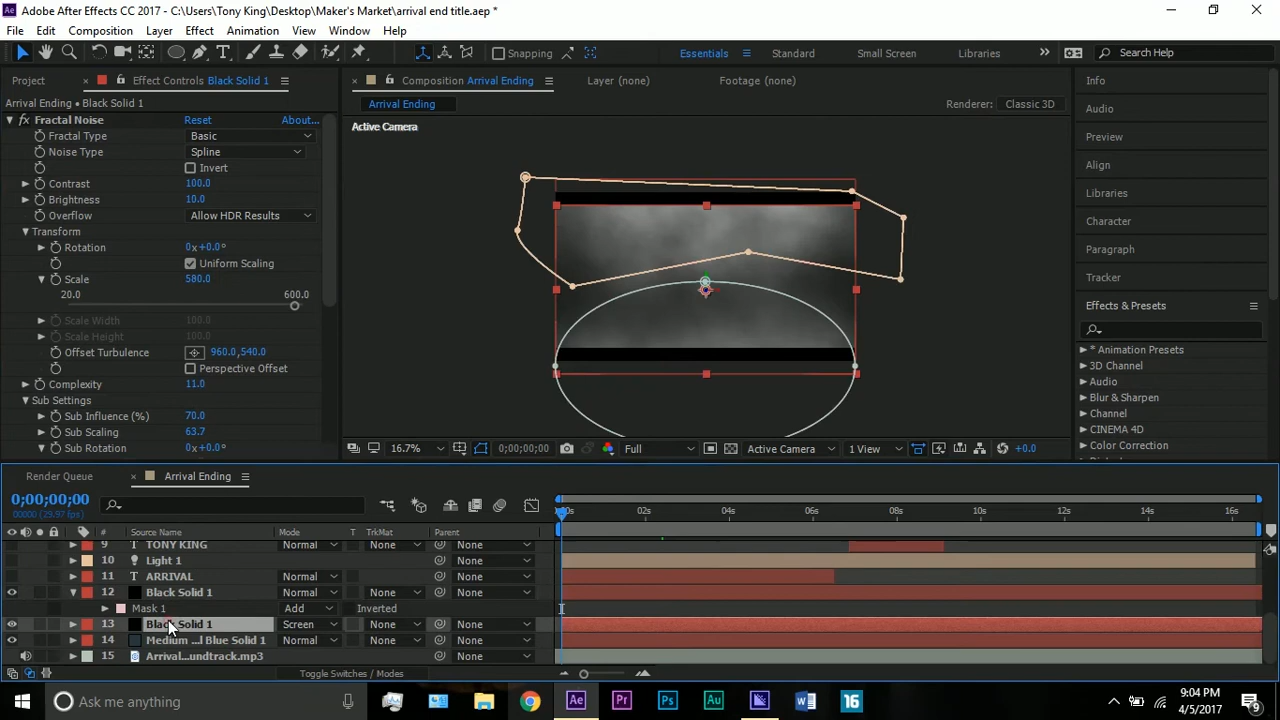 Adobe After Effects CC 2017 - C:\Users\Tony King\Desktop\Maker's Market\arrival end title.aep *
File Edit Composition Layer Effect Animation View Window Help
Snapping Essentials Standard Small Screen Libraries Search Help
Project Effect Controls Black Solid 1 Composition Arrival Ending Layer (none) Footage (none) Info
Arrival Ending • Black Solid 1 Arrival Ending Renderer: Classic 3D Audio
fx Fractal Noise Reset About... Active Camera
Fractal Type Basic Preview
Noise Type Spline
Invert Align
Contrast 100.0 Libraries
Brightness 10.0
Overflow Allow HDR Results Character
Transform
Rotation 0x+0.0° Paragraph
Uniform Scaling
Scale 580.0 Tracker
20.0 600.0
Scale Width 100.0 Effects & Presets
Scale Height 100.0
Offset Turbulence 960.0,540.0 * Animation Presets
Perspective Offset 3D Channel
Complexity 11.0 Audio
Sub Settings Blur & Sharpen
Sub Influence (%) 70.0 Channel
Sub Scaling 63.7 CINEMA 4D
Sub Rotation 0x+0.0° Color Correction
16.7% 0;00;00;00 Full Active Camera 1 View +0.0
Render Queue Arrival Ending
0;00;00;00
00000 (29.97 fps) 02s 04s 06s 08s 10s 12s 14s 16s
# Source Name Mode T TrkMat Parent
9 T TONY KING Normal None None
10 Light 1 None
11 T ARRIVAL Normal None None
12 Black Solid 1 Normal None None
Mask 1 Add Inverted
13 Black Solid 1 Screen None None
14 Medium ...l Blue Solid 1 Normal None None
15 Arrival...undtrack.mp3 None
Toggle Switches / Modes
Ask me anything Ae Pr Ps Au 16 9:04 PM
4/5/2017